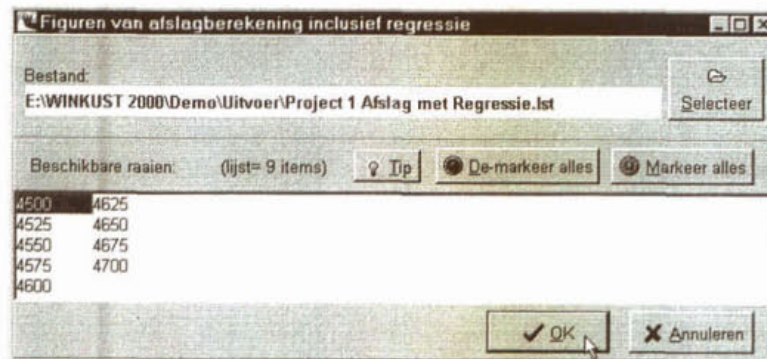 Figuren van afslagberekening inclusief regressie
Bestand:
E:\WINKUST 2000\Demo\Uitvoer\Project 1 Afslag met Regressie.lst
Selecteer
Beschikbare raaien: (lijst= 9 items) Tip De-markeer alles Markeer alles
4500 4625
4525 4650
4550 4675
4575 4700
4600
OK Annuleren